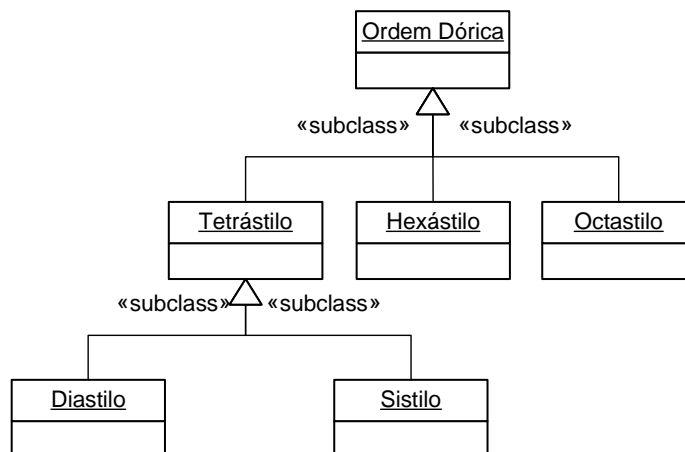 Ordem Dórica
«subclass» «subclass»
Tetrástilo Hexástilo Octastilo
«subclass» «subclass»
Diastilo Sistilo